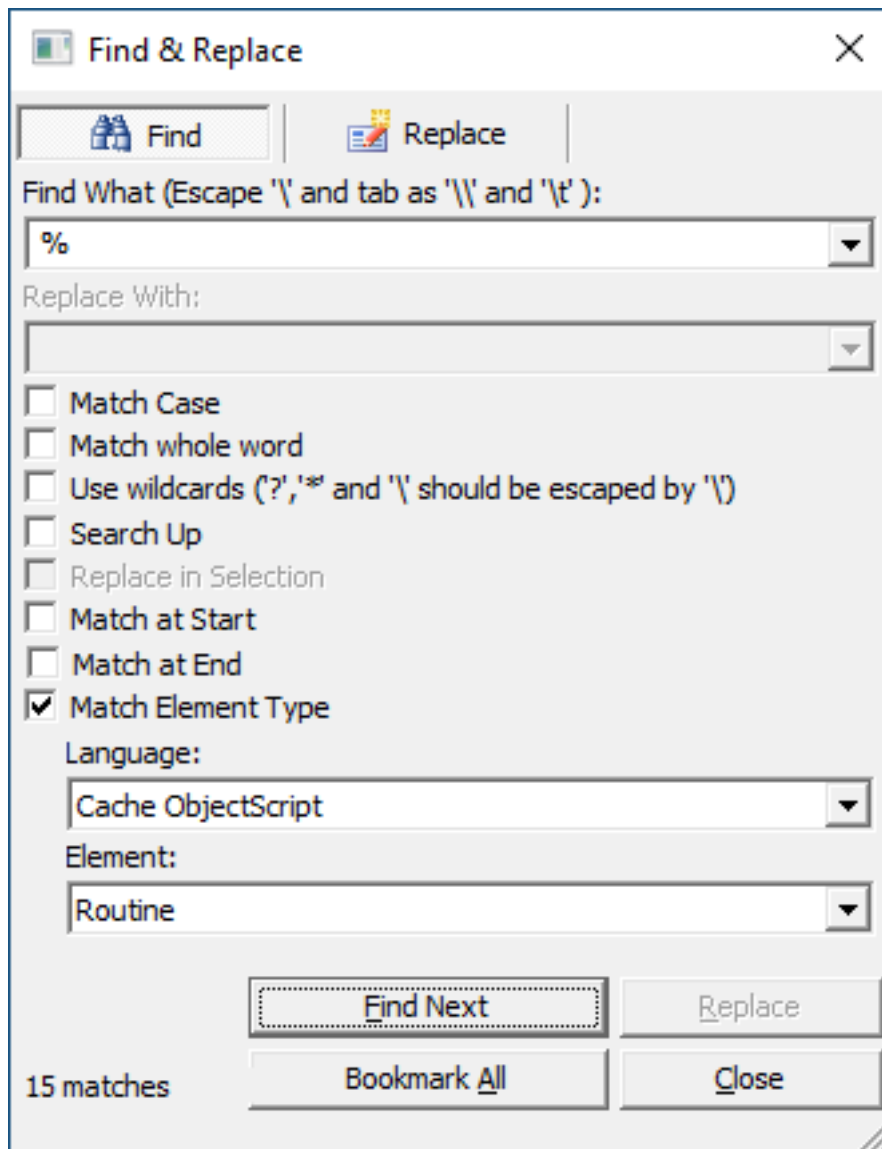 Find & Replace
Find Replace
Find What (Escape '\' and tab as '\\' and '\t' ):
%
Replace With:
Match Case
Match whole word
Use wildcards ('?','*' and '\' should be escaped by '\')
Search Up
Replace in Selection
Match at Start
Match at End
Match Element Type
Language:
Cache ObjectScript
Element:
Routine
Find Next Replace
15 matches Bookmark All Close